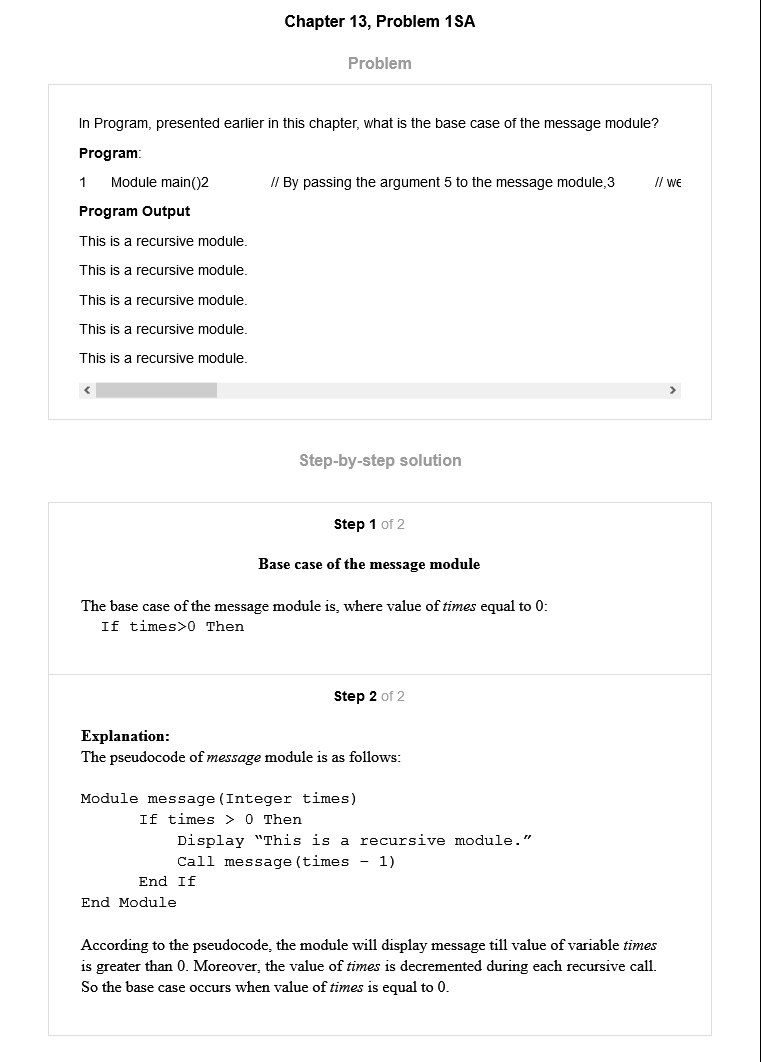 Chapter 13, Problem 1SA
Problem
In Program, presented earlier in this chapter, what is the base case of the message module?
Program:
1 Module main()2 // By passing the argument 5 to the message module,3 // we
Program Output
This is a recursive module.
This is a recursive module.
This is a recursive module.
This is a recursive module.
This is a recursive module.
Step-by-step solution
Step 1 of 2
Base case of the message module
The base case of the message module is, where value of times equal to 0:
If times>0 Then
Step 2 of 2
Explanation:
The pseudocode of message module is as follows:
Module message(Integer times)
If times > 0 Then
Display “This is a recursive module.”
Call message(times – 1)
End If
End Module
According to the pseudocode, the module will display message till value of variable times
is greater than 0. Moreover, the value of times is decremented during each recursive call.
So the base case occurs when value of times is equal to 0.